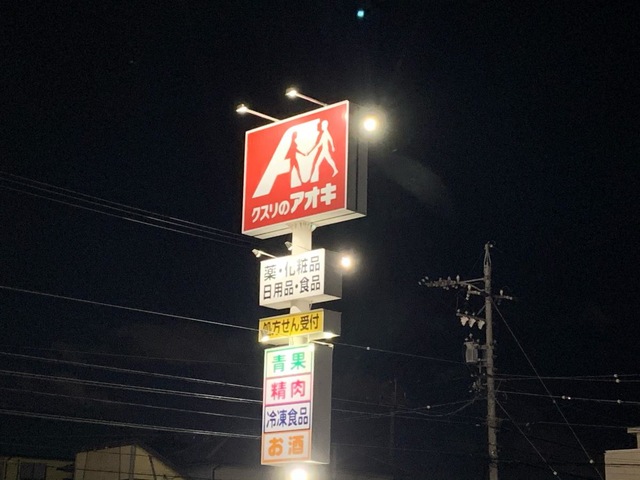 クスリのアオキ
薬・化粧品
日用品・食品
処方せん受付
青果
精肉
冷凍食品
お酒